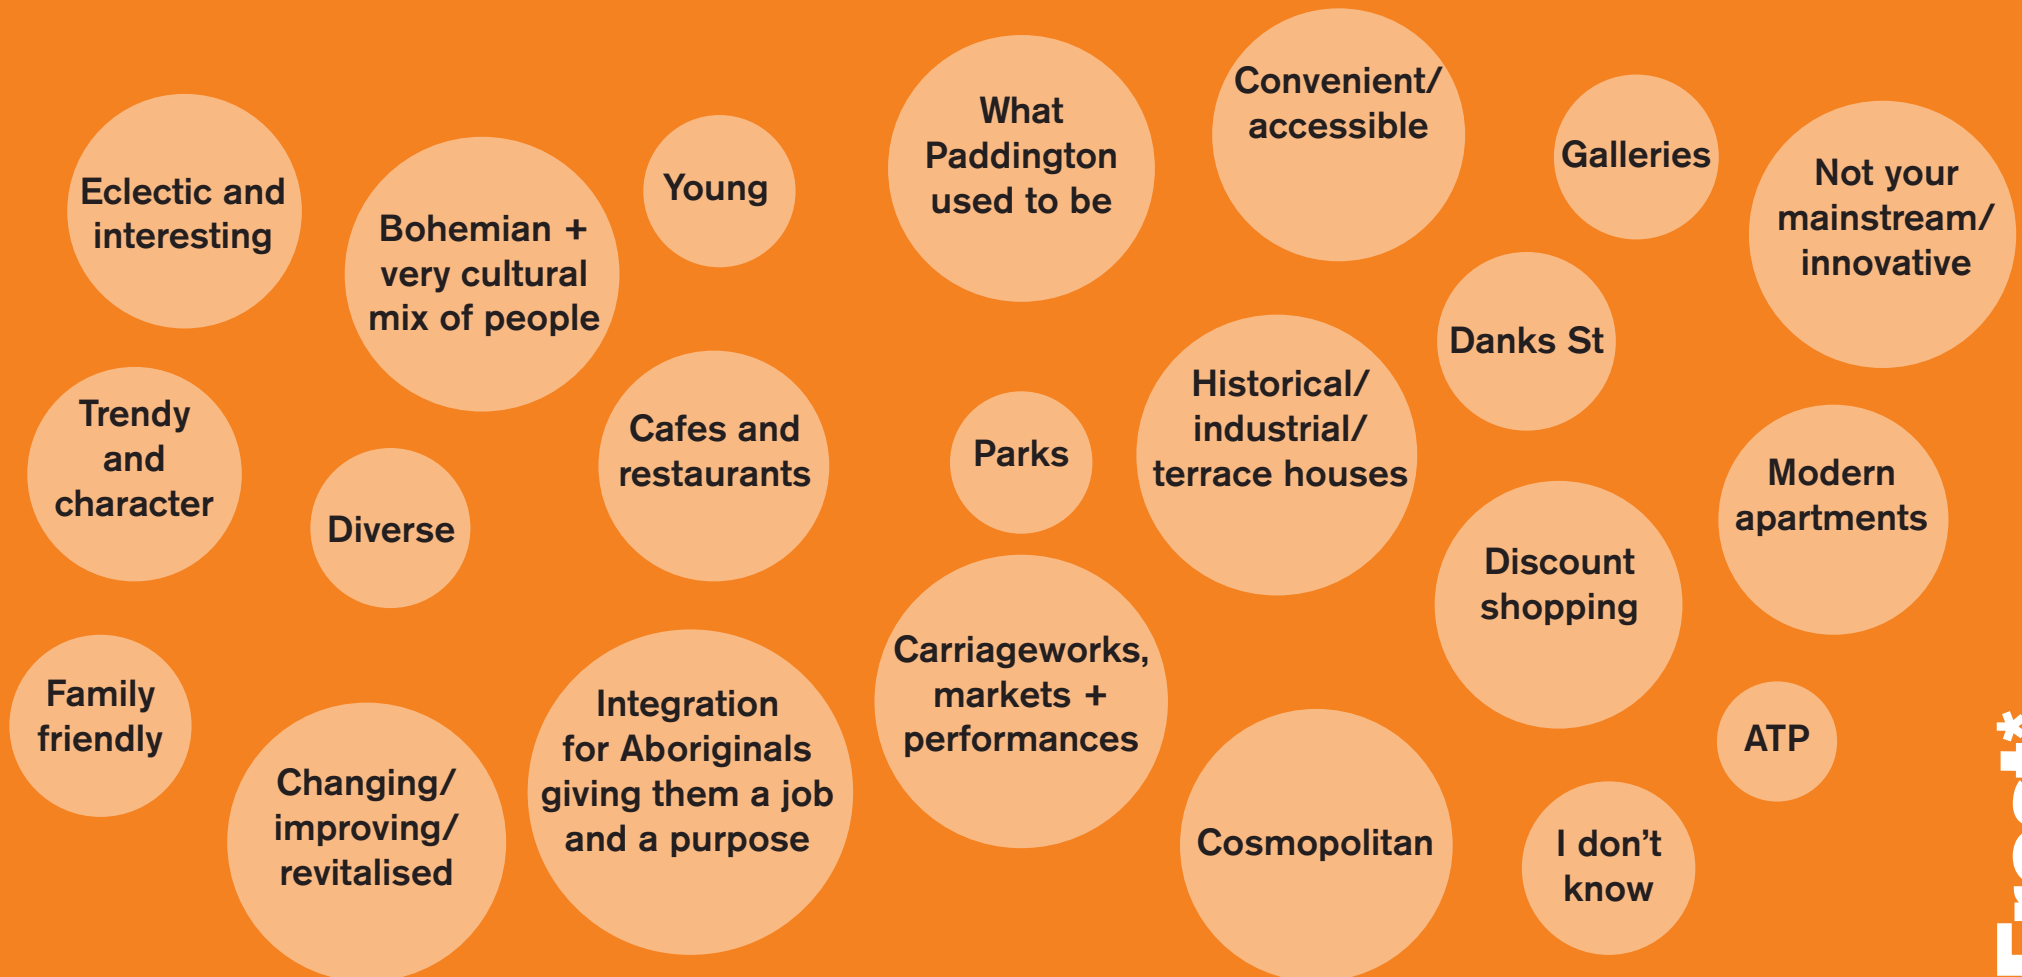 Eclectic and
interesting
Bohemian +
very cultural
mix of people
Young
What
Paddington
used to be
Convenient/
accessible
Galleries
Not your
mainstream/
innovative
Trendy
and
character
Diverse
Cafes and
restaurants
Parks
Historical/
industrial/
terrace houses
Danks St
Modern
apartments
Discount
shopping
Family
friendly
Changing/
improving/
revitalised
Integration
for Aboriginals
giving them a job
and a purpose
Carriageworks,
markets +
performances
Cosmopolitan
I don't
know
ATP
Frost*